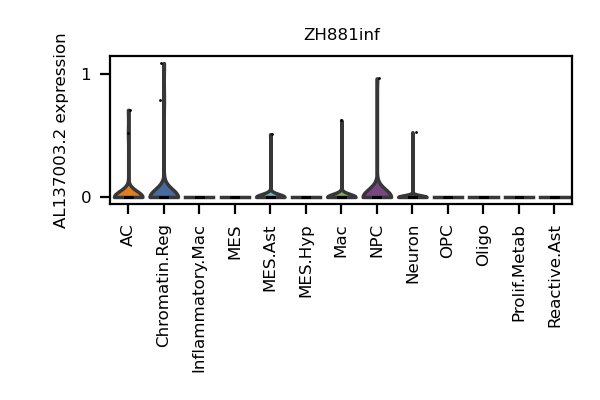 ZH881inf
AL137003.2 expression
1
0
AC
Chromatin.Reg
Inflammatory.Mac
MES
MES.Ast
MES.Hyp
Mac
NPC
Neuron
OPC
Oligo
Prolif.Metab
Reactive.Ast